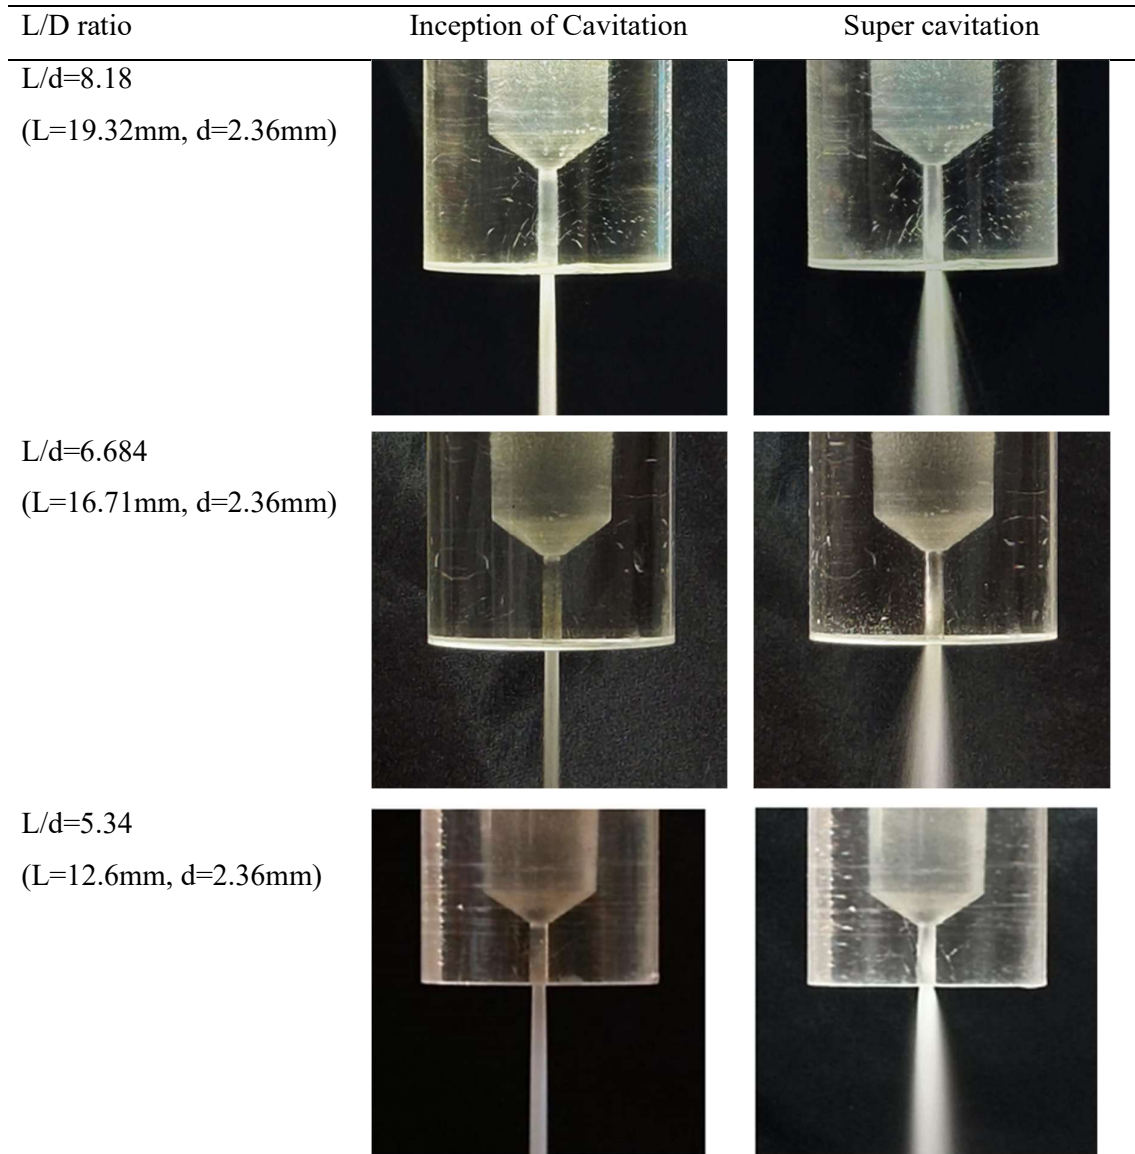 L/D ratio
Inception of Cavitation
Super cavitation
L/d=8.18
(L=19.32mm, d=2.36mm)
L/d=6.684
(L=16.71mm, d=2.36mm)
L/d=5.34
(L=12.6mm, d=2.36mm)